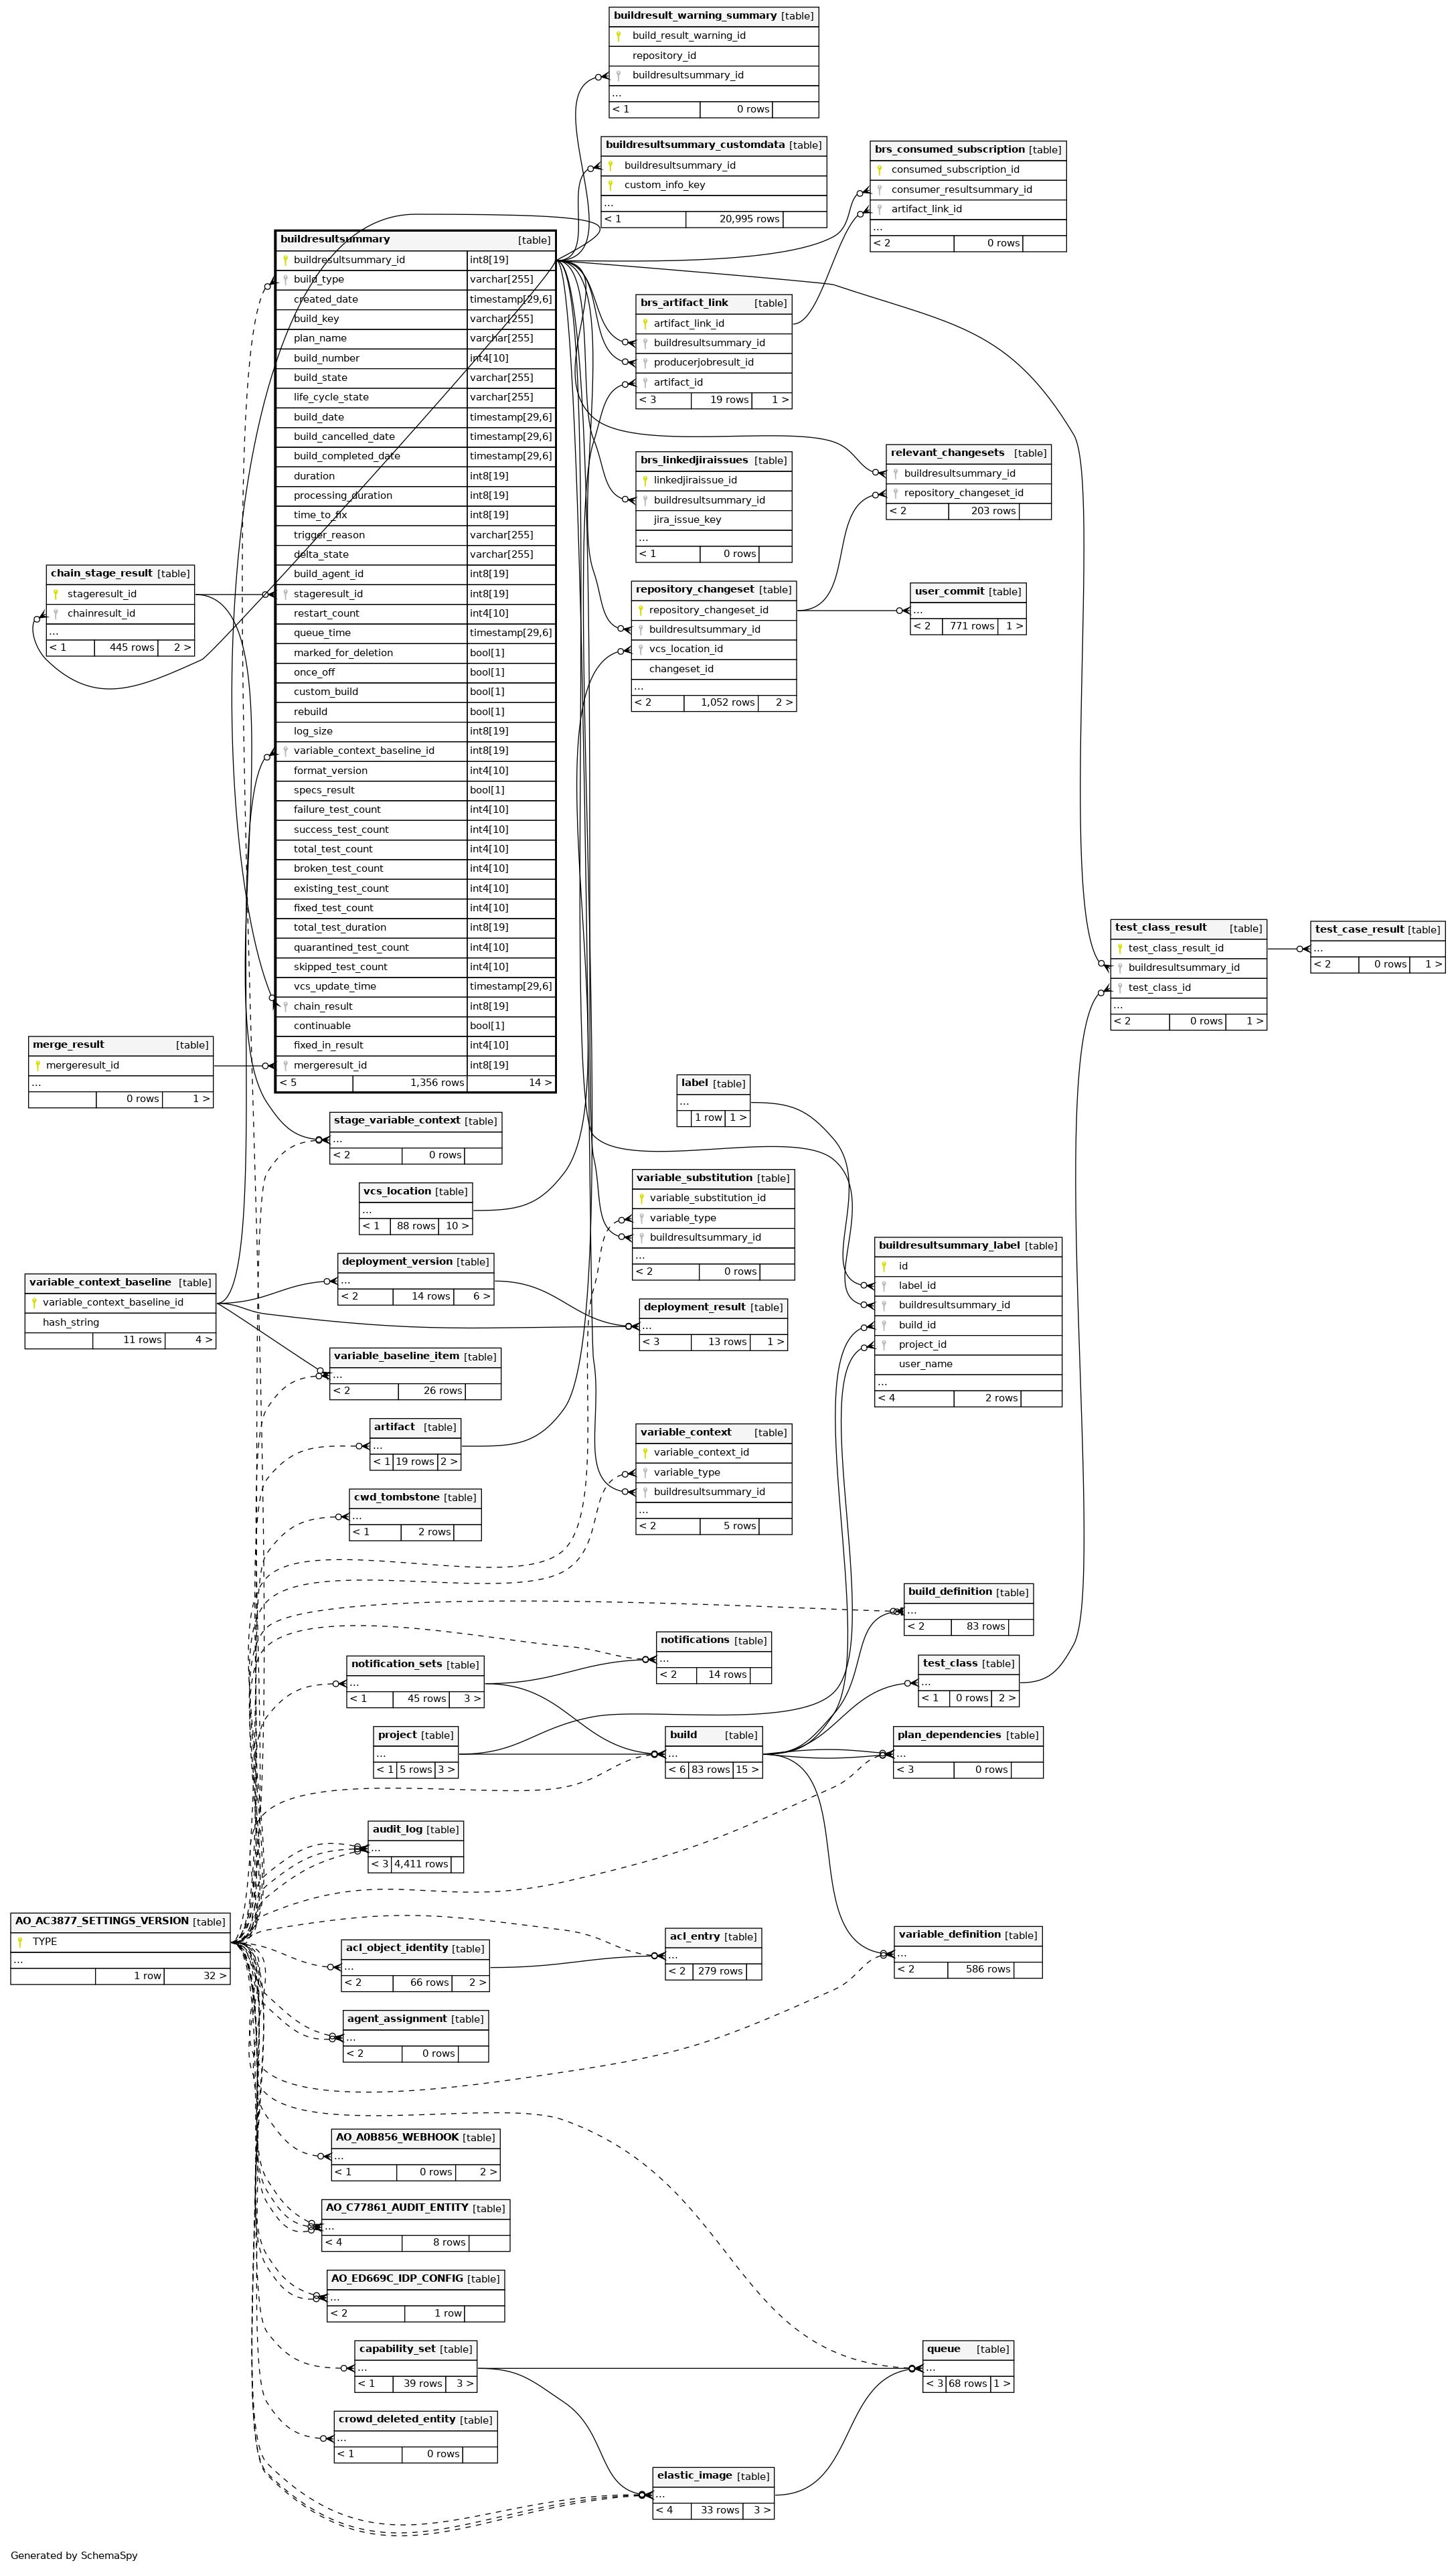 buildresult_warning_summary [table]
build_result_warning_id
repository_id
buildresultsummary_id
...
< 1 0 rows
buildresultsummary_customdata [table]
buildresultsummary_id
custom_info_key
...
< 1 20,995 rows
brs_consumed_subscription [table]
consumed_subscription_id
consumer_resultsummary_id
artifact_link_id
...
< 2 0 rows
buildresultsummary [table]
buildresultsummary_id int8[19]
build_type varchar[255]
created_date timestamp[29,6]
build_key varchar[255]
plan_name varchar[255]
build_number int4[10]
build_state varchar[255]
life_cycle_state varchar[255]
build_date timestamp[29,6]
build_cancelled_date timestamp[29,6]
build_completed_date timestamp[29,6]
duration int8[19]
processing_duration int8[19]
time_to_fix int8[19]
trigger_reason varchar[255]
delta_state varchar[255]
build_agent_id int8[19]
stageresult_id int8[19]
restart_count int4[10]
queue_time timestamp[29,6]
marked_for_deletion bool[1]
once_off bool[1]
custom_build bool[1]
rebuild bool[1]
log_size int8[19]
variable_context_baseline_id int8[19]
format_version int4[10]
specs_result bool[1]
failure_test_count int4[10]
success_test_count int4[10]
total_test_count int4[10]
broken_test_count int4[10]
existing_test_count int4[10]
fixed_test_count int4[10]
total_test_duration int8[19]
quarantined_test_count int4[10]
skipped_test_count int4[10]
vcs_update_time timestamp[29,6]
chain_result int8[19]
continuable bool[1]
fixed_in_result int4[10]
mergeresult_id int8[19]
< 5 1,356 rows 14 >
brs_artifact_link [table]
artifact_link_id
buildresultsummary_id
producerjobresult_id
artifact_id
< 3 19 rows 1 >
brs_linkedjiraissues [table]
linkedjiraissue_id
buildresultsummary_id
jira_issue_key
...
< 1 0 rows
relevant_changesets [table]
buildresultsummary_id
repository_changeset_id
< 2 203 rows
chain_stage_result [table]
stageresult_id
chainresult_id
...
< 1 445 rows 2 >
repository_changeset [table]
repository_changeset_id
buildresultsummary_id
vcs_location_id
changeset_id
...
< 2 1,052 rows 2 >
user_commit [table]
...
< 2 771 rows 1 >
test_class_result [table]
test_class_result_id
buildresultsummary_id
test_class_id
...
< 2 0 rows 1 >
test_case_result [table]
...
< 2 0 rows 1 >
merge_result [table]
mergeresult_id
...
0 rows 1 >
label [table]
...
1 row 1 >
stage_variable_context [table]
...
< 2 0 rows
vcs_location [table]
...
< 1 88 rows 10 >
variable_substitution [table]
variable_substitution_id
variable_type
buildresultsummary_id
...
< 2 0 rows
buildresultsummary_label [table]
id
label_id
buildresultsummary_id
build_id
project_id
user_name
...
< 4 2 rows
deployment_version [table]
...
< 2 14 rows 6 >
variable_context_baseline [table]
variable_context_baseline_id
hash_string
11 rows 4 >
deployment_result [table]
...
< 3 13 rows 1 >
variable_baseline_item [table]
...
< 2 26 rows
artifact [table]
...
< 1 19 rows 2 >
variable_context [table]
variable_context_id
variable_type
buildresultsummary_id
...
< 2 5 rows
cwd_tombstone [table]
...
< 1 2 rows
build_definition [table]
...
< 2 83 rows
notifications [table]
...
< 2 14 rows
notification_sets [table]
...
< 1 45 rows 3 >
test_class [table]
...
< 1 0 rows 2 >
project [table]
...
< 1 5 rows 3 >
build [table]
...
< 6 83 rows 15 >
plan_dependencies [table]
...
< 3 0 rows
audit_log [table]
...
< 3 4,411 rows
AO_AC3877_SETTINGS_VERSION [table]
TYPE
...
1 row 32 >
acl_object_identity [table]
...
< 2 66 rows 2 >
acl_entry [table]
...
< 2 279 rows
variable_definition [table]
...
< 2 586 rows
agent_assignment [table]
...
< 2 0 rows
AO_A0B856_WEBHOOK [table]
...
< 1 0 rows 2 >
AO_C77861_AUDIT_ENTITY [table]
...
< 4 8 rows
AO_ED669C_IDP_CONFIG [table]
...
< 2 1 row
capability_set [table]
...
< 1 39 rows 3 >
queue [table]
...
< 3 68 rows 1 >
crowd_deleted_entity [table]
...
< 1 0 rows
elastic_image [table]
...
< 4 33 rows 3 >
Generated by SchemaSpy